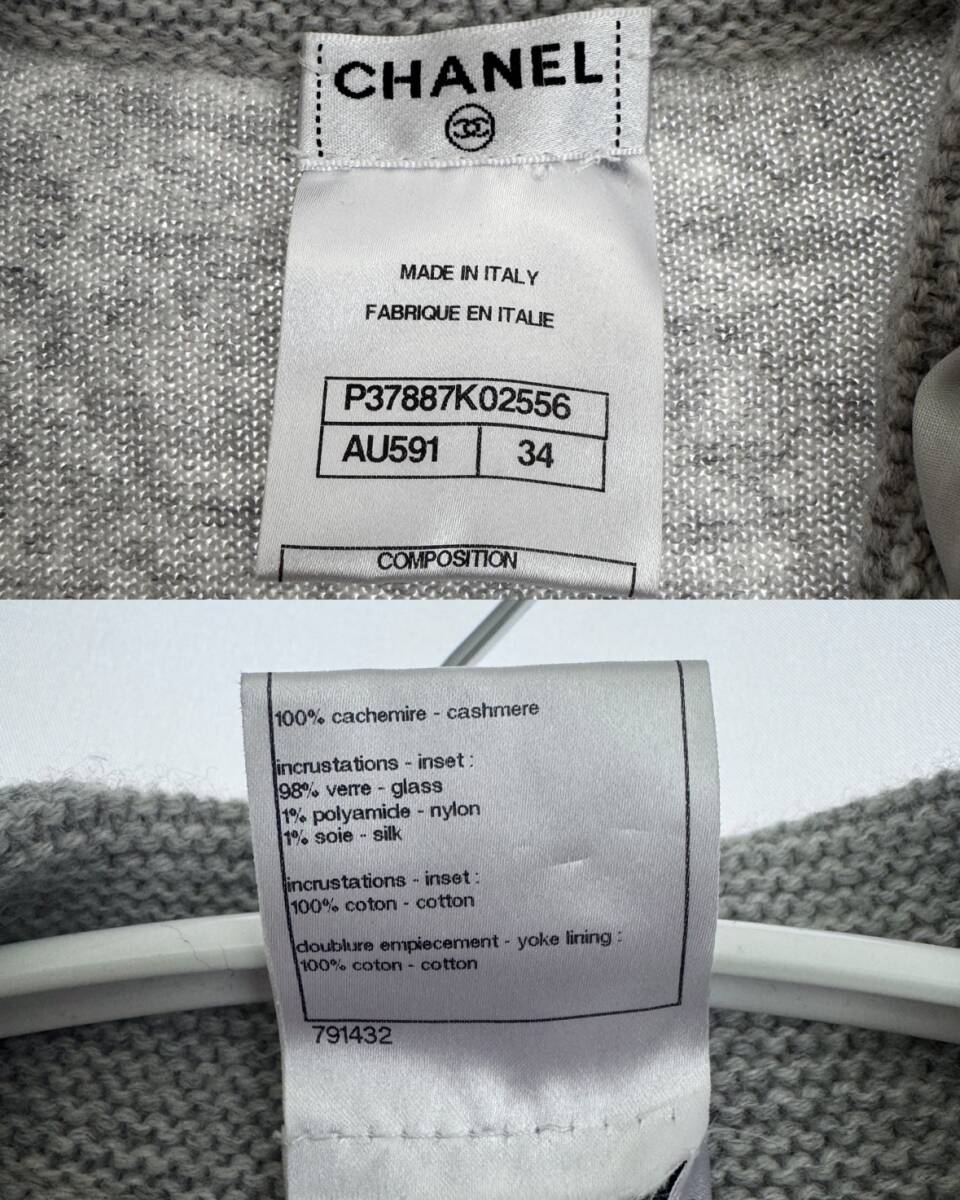 CHANEL
MADE IN ITALY
FABRIQUE EN ITALIE
P37887K02556
AU591 34
COMPOSITION
100% cachemire - cashmere
incrustations - inset :
98% verre - glass
1% polyamide - nylon
1% soie - silk
incrustations - inset :
100% coton - cotton
doublure empiecement - yoke lining :
100% coton - cotton
791432